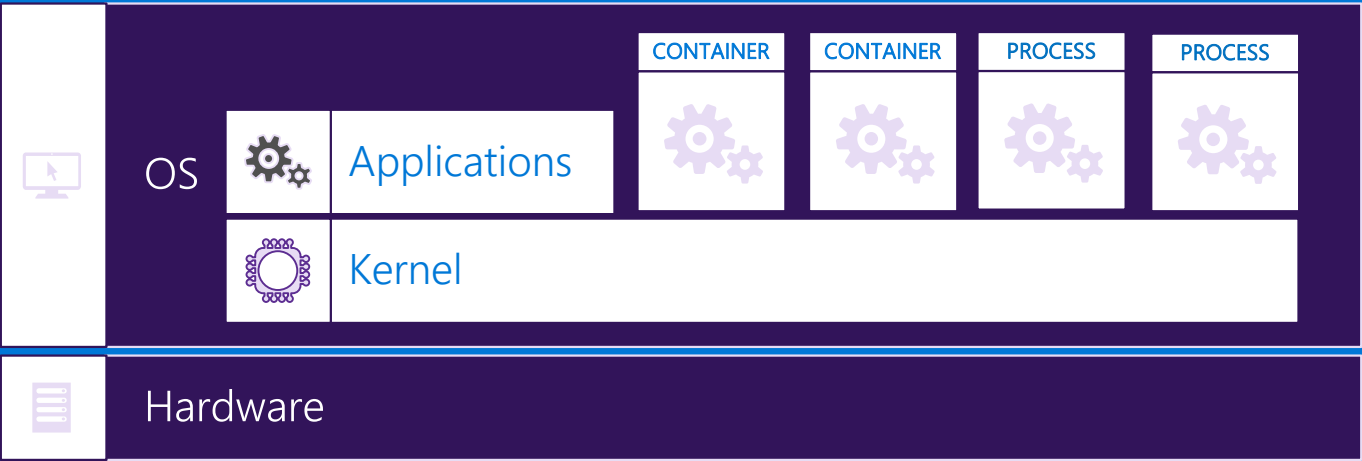 CONTAINER
CONTAINER
PROCESS
PROCESS
OS
Applications
Kernel
Hardware